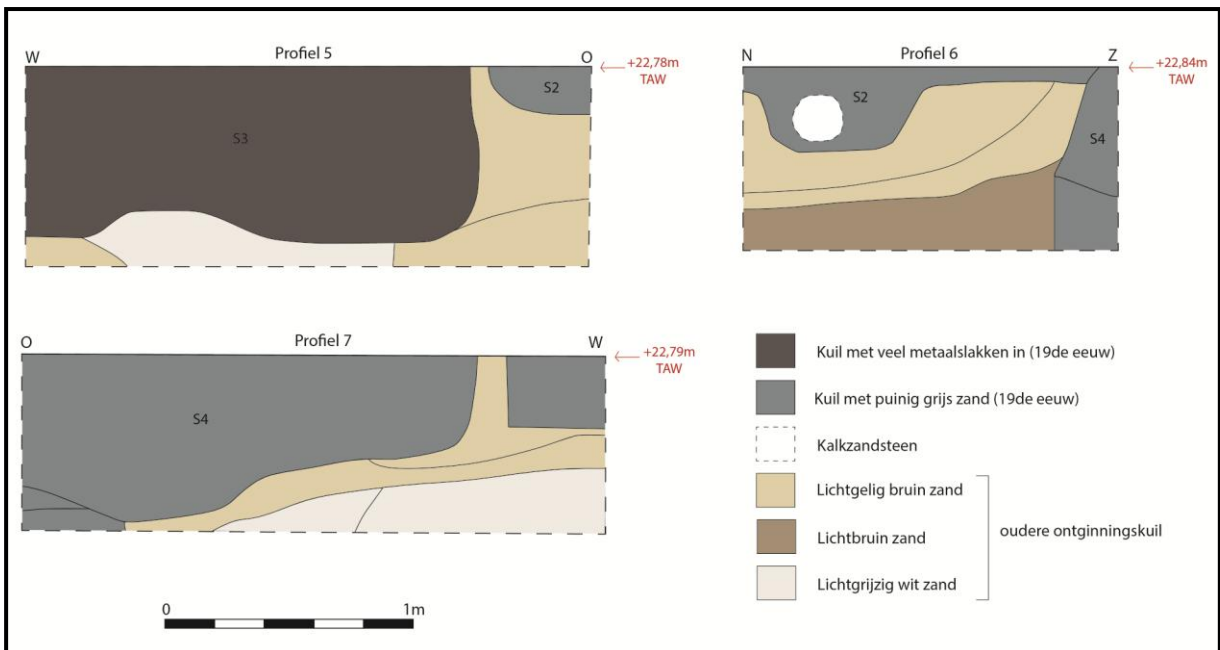 Profiel 5
W
O
+22,78m
TAW
S2
S3
Profiel 6
N
Z
+22,84m
TAW
S2
S4
Profiel 7
O
W
+22,79m
TAW
S4
Kuil met veel metaalslakken in (19de eeuw)
Kuil met puinig grijs zand (19de eeuw)
Kalkzandsteen
Lichtgelig bruin zand
Lichtbruin zand
oudere ontginningskuil
Lichtgrijzig wit zand
0
1m